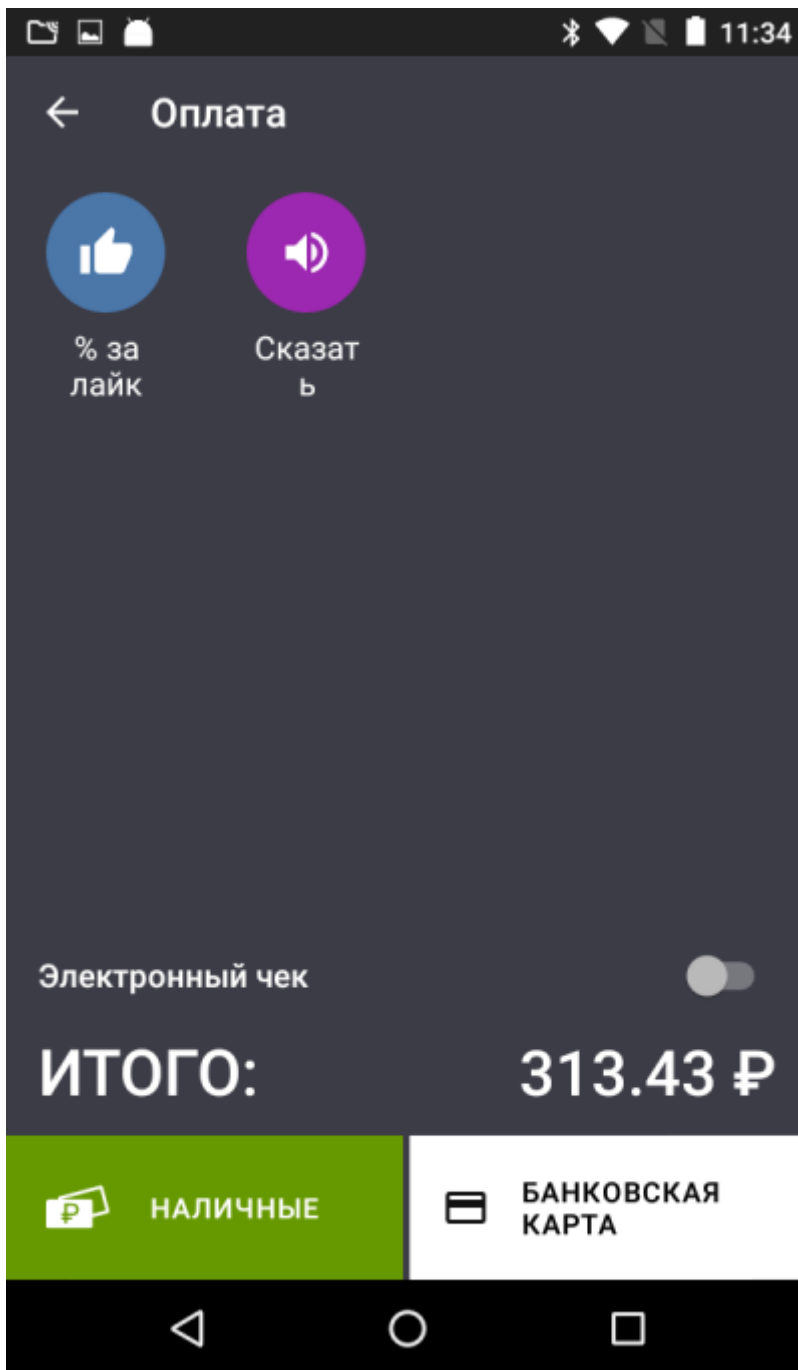 11:34
Оплата
% за
лайк
Сказат
ь
Электронный чек
ИТОГО: 313.43 ₽
НАЛИЧНЫЕ
БАНКОВСКАЯ
КАРТА